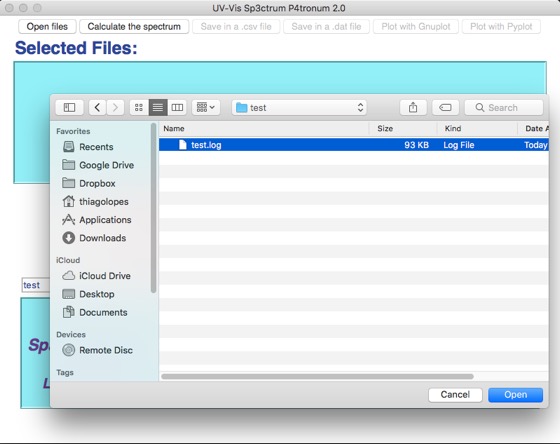 UV-Vis Sp3ctrum P4tronum 2.0
Open files Calculate the spectrum Save in a .csv file Save in a .dat file Plot with Gnuplot Plot with Pyplot
Selected Files:
test Search
Favorites Name Size Kind Date A
Recents test.log 93 KB Log File Today
Google Drive
Dropbox
thiagolopes
Applications
Downloads
iCloud
iCloud Drive
test
Desktop
Documents
Devices
Remote Disc
Tags
Cancel Open